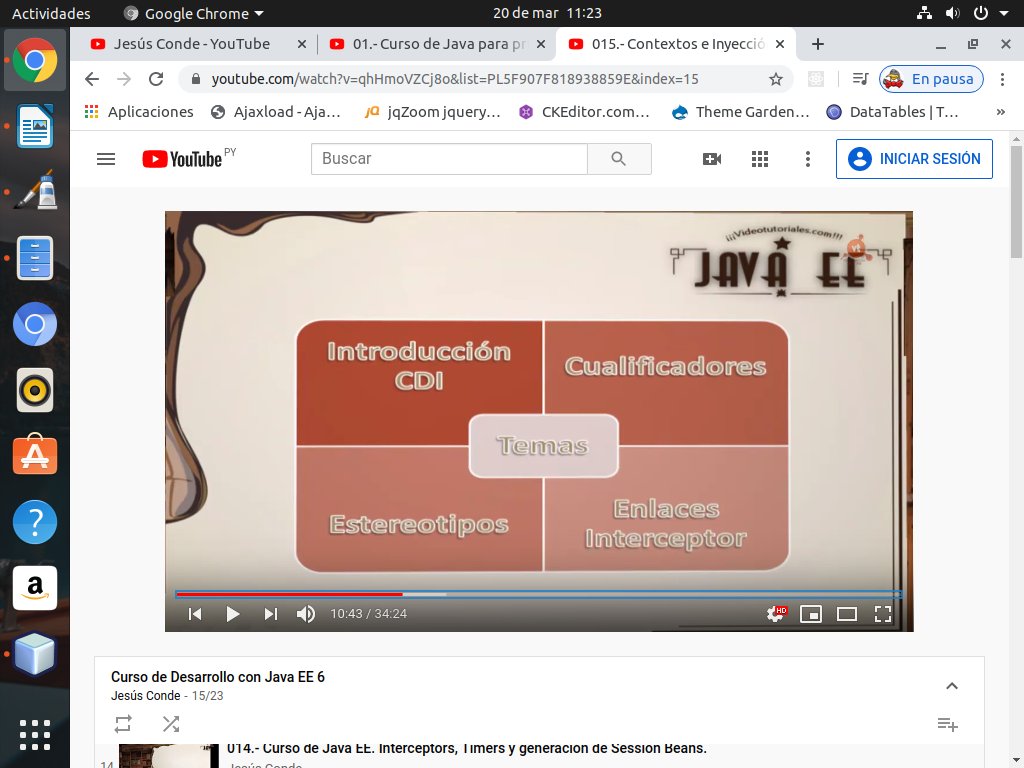 Actividades
Google Chrome
20 de mar 11:23
Jesús Conde - YouTube
01.- Curso de Java para pr
015.- Contextos e Inyecció
youtube.com/watch?v=qhHmoVZCj8o&list=PL5F907F818938859E&index=15
En pausa
Aplicaciones
Ajaxload - Aja...
jqZoom jquery...
CKEditor.com...
Theme Garden...
DataTables | T...
»
YouTube PY
Buscar
INICIAR SESIÓN
¡¡¡Videotutoriales.com!!!
vt
JAVA EE
Introducción
CDI
Cualificadores
Temas
Estereotipos
Enlaces
Interceptor
10:43 / 34:24
HD
Curso de Desarrollo con Java EE 6
Jesús Conde - 15/23
14
014.- Curso de Java EE. Interceptors, Timers y generación de Session Beans.
Jesús Conde